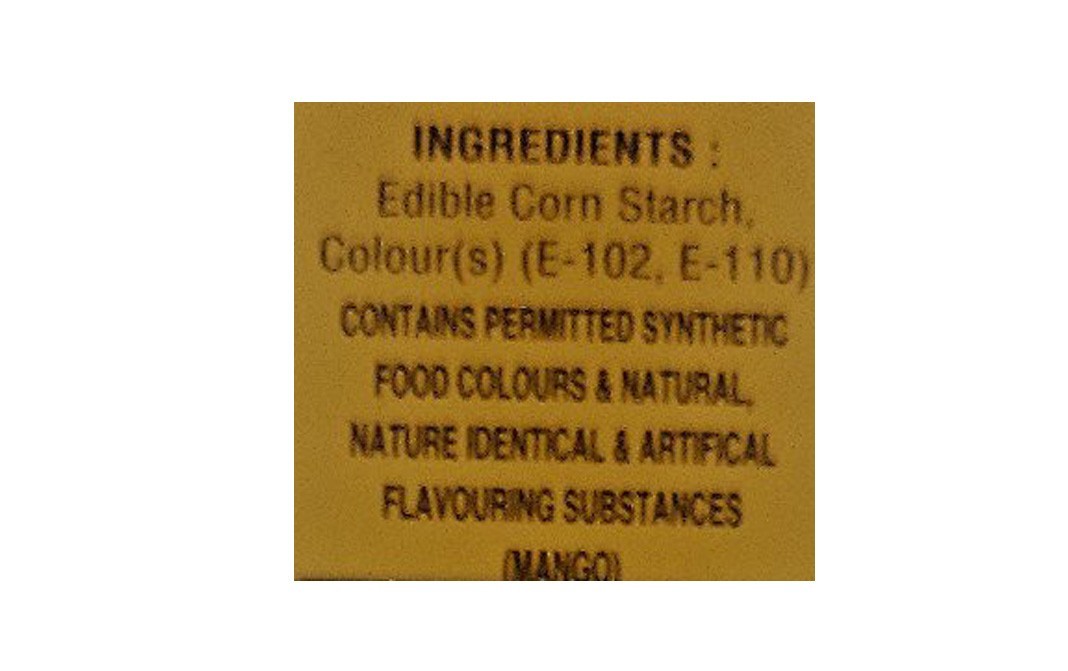 INGREDIENTS :
Edible Corn Starch,
Colour(s) (E-102, E-110)
CONTAINS PERMITTED SYNTHETIC
FOOD COLOURS & NATURAL,
NATURE IDENTICAL & ARTIFICAL
FLAVOURING SUBSTANCES
(MANGO)